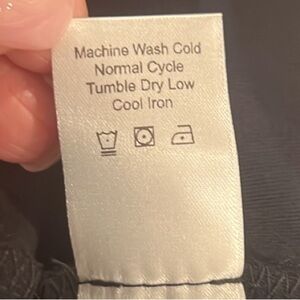 Machine Wash Cold
Normal Cycle
Tumble Dry Low
Cool Iron